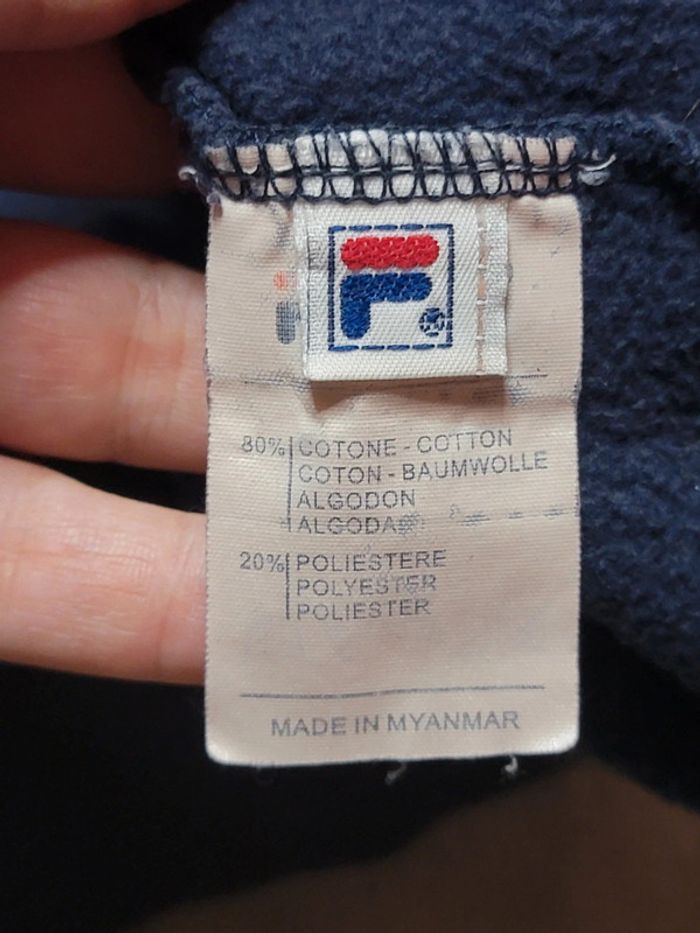 80% COTONE - COTTON
COTON - BAUMWOLLE
ALGODON
20% POLIESTERE
POLYESTER
POLIESTER
MADE IN MYANMAR